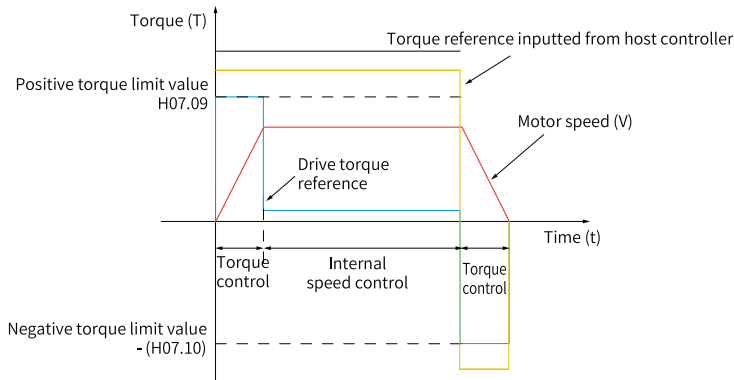 Torque (T)
Torque reference inputted from host controller
Positive torque limit value
H07.09
Motor speed (V)
Drive torque
reference
Time (t)
Torque
control
Internal
speed control
Torque
control
Negative torque limit value
- (H07.10)